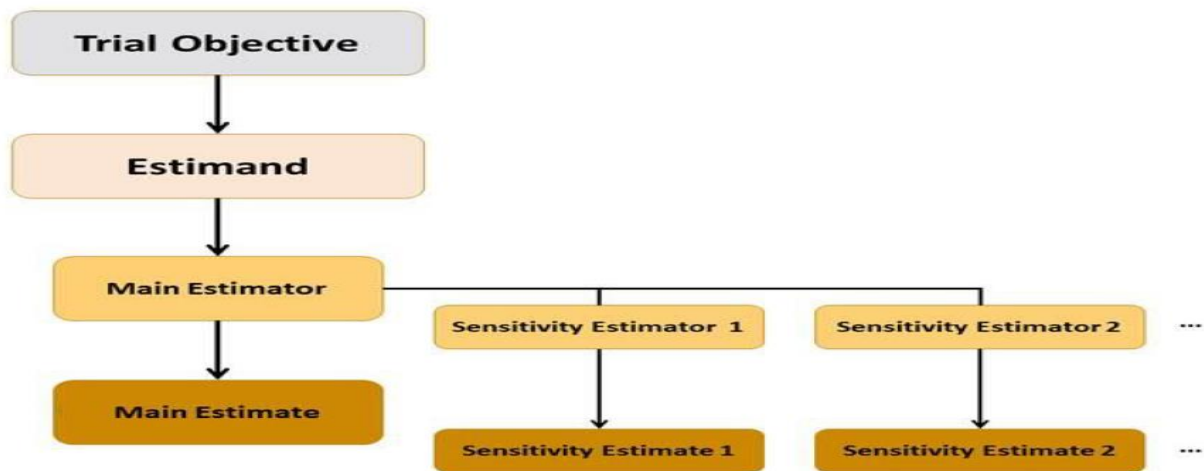 Trial Objective
Estimand
Main Estimator
Sensitivity Estimator 1
Sensitivity Estimator 2
...
Main Estimate
Sensitivity Estimate 1
Sensitivity Estimate 2
...